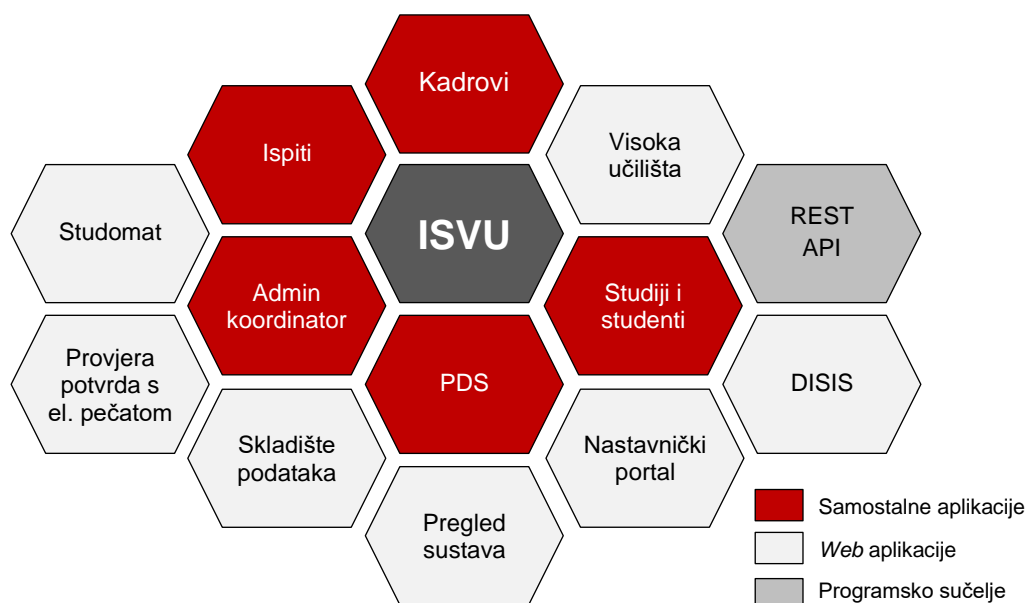 Kadrovi
Ispiti
Visoka
učilišta
Studomat
ISVU
REST
API
Admin
koordinator
Studiji i
studenti
Provjera
potvrda s
el. pečatom
PDS
DISIS
Skladište
podataka
Nastavnički
portal
Pregled
sustava
Samostalne aplikacije
Web aplikacije
Programsko sučelje